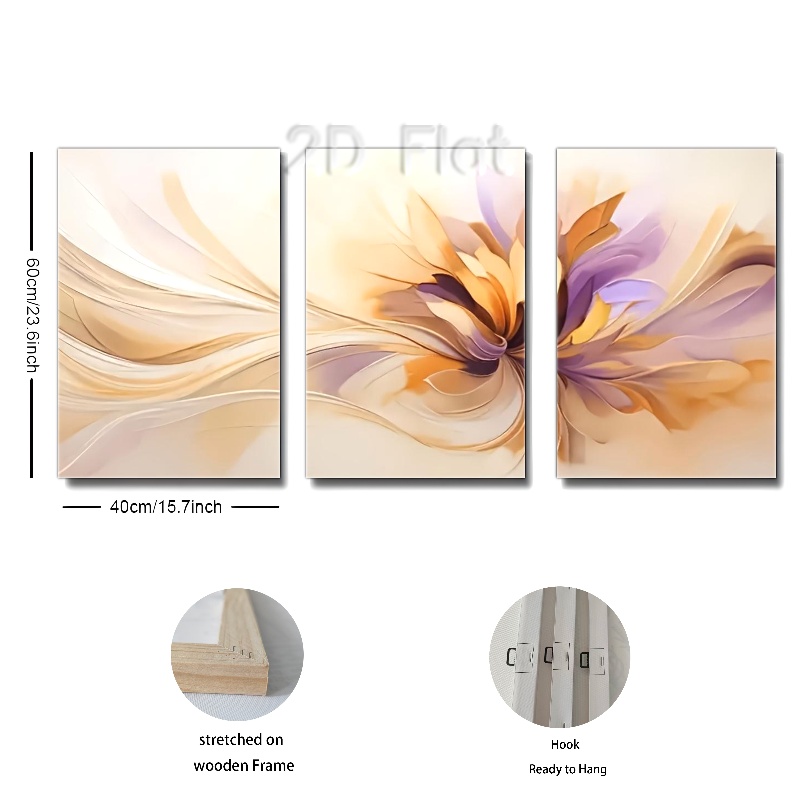 2D Flat
60cm/23.6inch
40cm/15.7inch
stretched on
wooden Frame
Hook
Ready to Hang